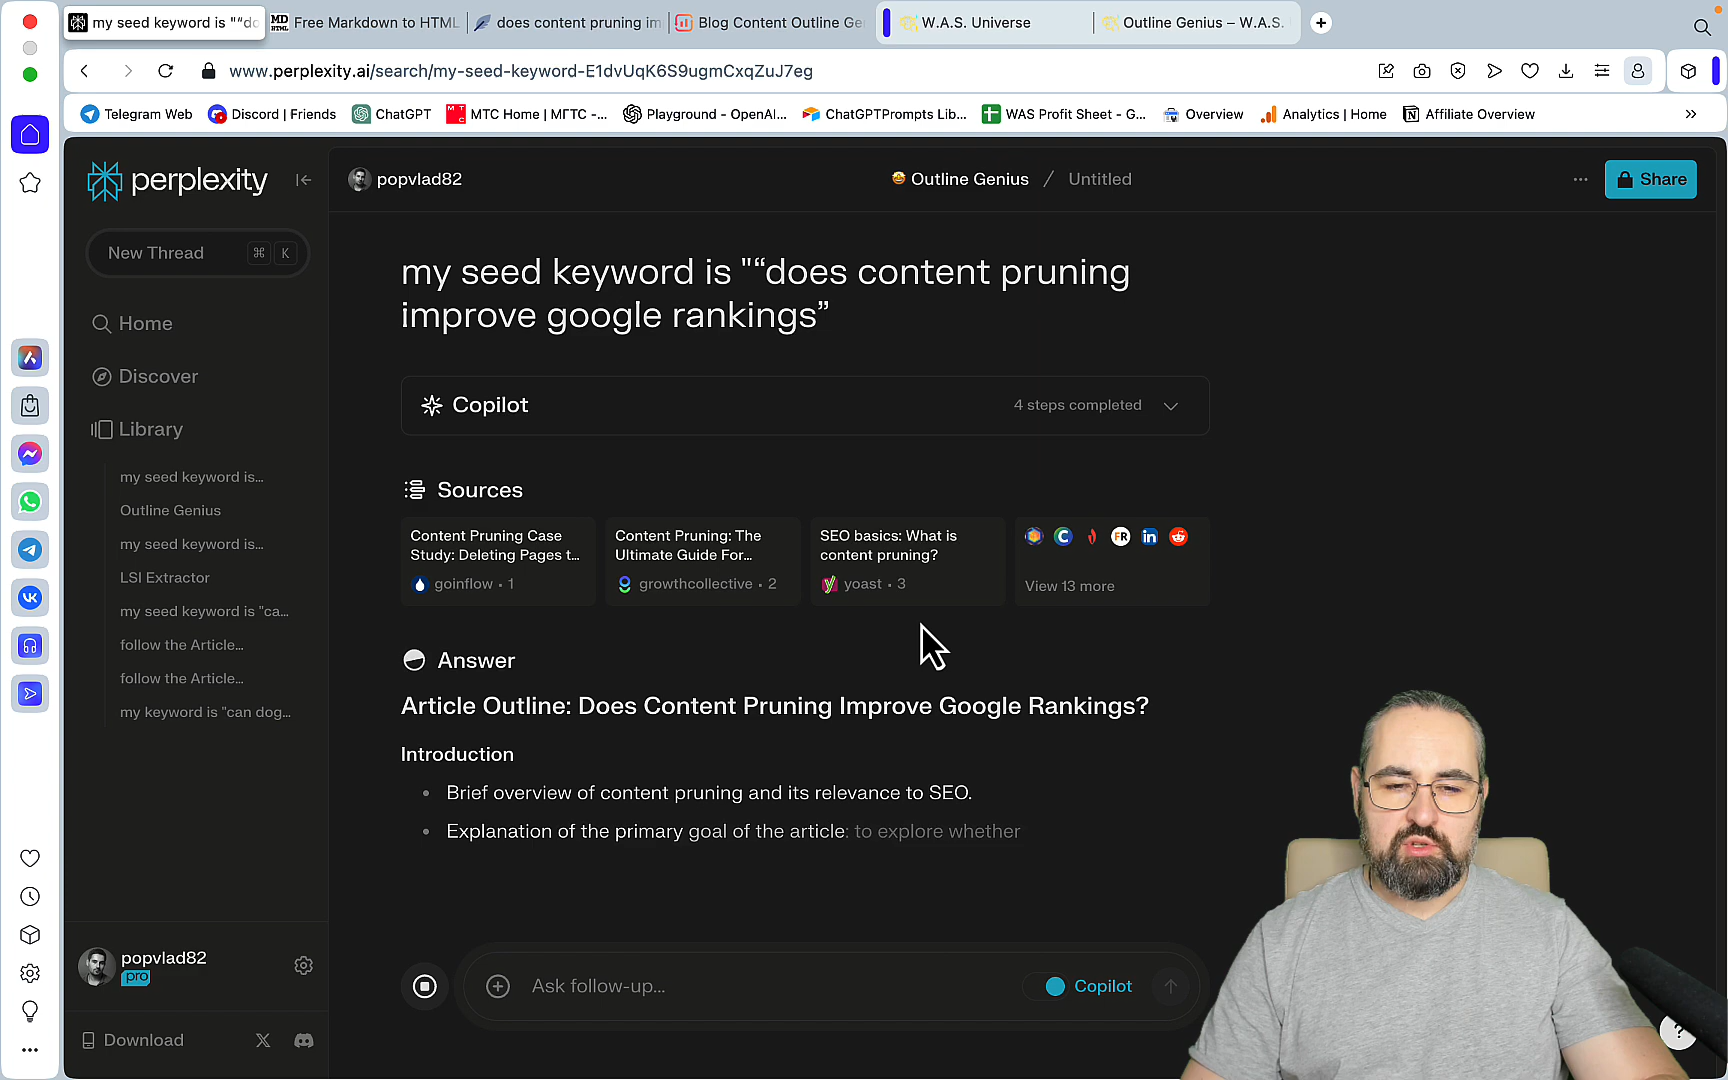 my seed keyword is "“do
MD HTML
Free Markdown to HTML
does content pruning im
Blog Content Outline Ge
W.A.S. Universe
Outline Genius – W.A.S.
www.perplexity.ai/search/my-seed-keyword-E1dvUqK6S9ugmCxqZuJ7eg
Telegram Web
Discord | Friends
ChatGPT
МТС Home | МГТС -...
Playground - OpenAI...
ChatGPTPrompts Lib...
WAS Profit Sheet - G...
Overview
Analytics | Home
Affiliate Overview
perplexity
popvlad82
Outline Genius / Untitled
Share
New Thread
⌘ K
Home
Discover
Library
my seed keyword is...
Outline Genius
my seed keyword is...
LSI Extractor
my seed keyword is "ca...
follow the Article...
follow the Article...
my keyword is "can dog...
popvlad82
pro
Download
my seed keyword is "“does content pruning
improve google rankings”
Copilot
4 steps completed
Sources
Content Pruning Case
Study: Deleting Pages t...
goinflow • 1
Content Pruning: The
Ultimate Guide For...
growthcollective • 2
SEO basics: What is
content pruning?
yoast • 3
FR
in
View 13 more
Answer
Article Outline: Does Content Pruning Improve Google Rankings?
Introduction
• Brief overview of content pruning and its relevance to SEO.
• Explanation of the primary goal of the article: to explore whether
Ask follow-up...
Copilot
?